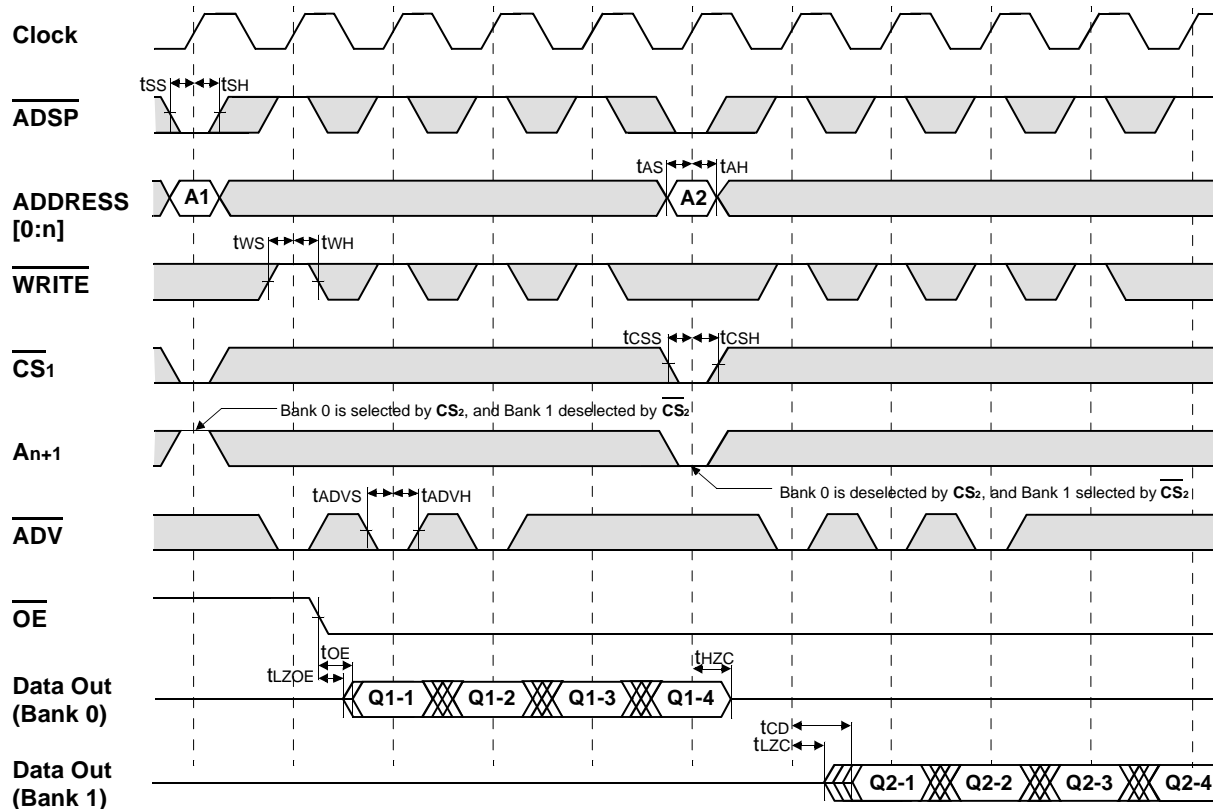 Clock
tSS tSH
ADSP
tAS tAH
ADDRESS
[0:n]
A1 A2
tWS tWH
WRITE
tCSS tCSH
CS1
Bank 0 is selected by CS2, and Bank 1 deselected by CS2
An+1
Bank 0 is deselected by CS2, and Bank 1 selected by CS2
tADVS tADVH
ADV
OE
tOE tHZC
tLZOE
Data Out
(Bank 0)
Q1-1 Q1-2 Q1-3 Q1-4
tCD
tLZC
Data Out
(Bank 1)
Q2-1 Q2-2 Q2-3 Q2-4